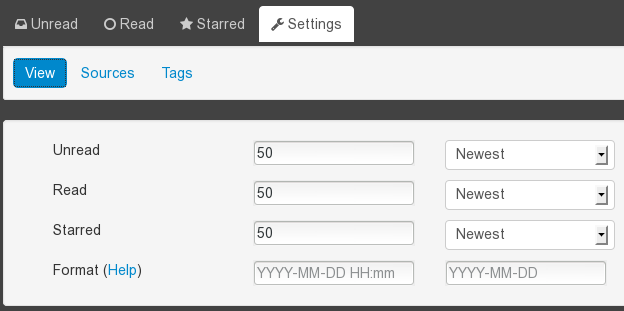 Unread Read Starred Settings
View Sources Tags
Unread 50 Newest
Read 50 Newest
Starred 50 Newest
Format (Help) YYYY-MM-DD HH:mm YYYY-MM-DD